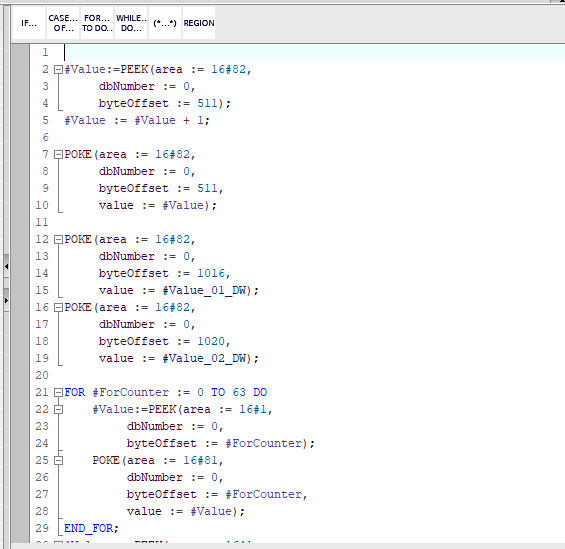 IF... CASE... OF... FOR... TO DO.. WHILE.. DO... (*...*) REGION
1
2 #Value:=PEEK(area := 16#82,
3 dbNumber := 0,
4 byteOffset := 511);
5 #Value := #Value + 1;
6
7 POKE(area := 16#82,
8 dbNumber := 0,
9 byteOffset := 511,
10 value := #Value);
11
12 POKE(area := 16#82,
13 dbNumber := 0,
14 byteOffset := 1016,
15 value := #Value_01_DW);
16 POKE(area := 16#82,
17 dbNumber := 0,
18 byteOffset := 1020,
19 value := #Value_02_DW);
20
21 FOR #ForCounter := 0 TO 63 DO
22 #Value:=PEEK(area := 16#1,
23 dbNumber := 0,
24 byteOffset := #ForCounter);
25 POKE(area := 16#81,
26 dbNumber := 0,
27 byteOffset := #ForCounter,
28 value := #Value);
29 END_FOR;